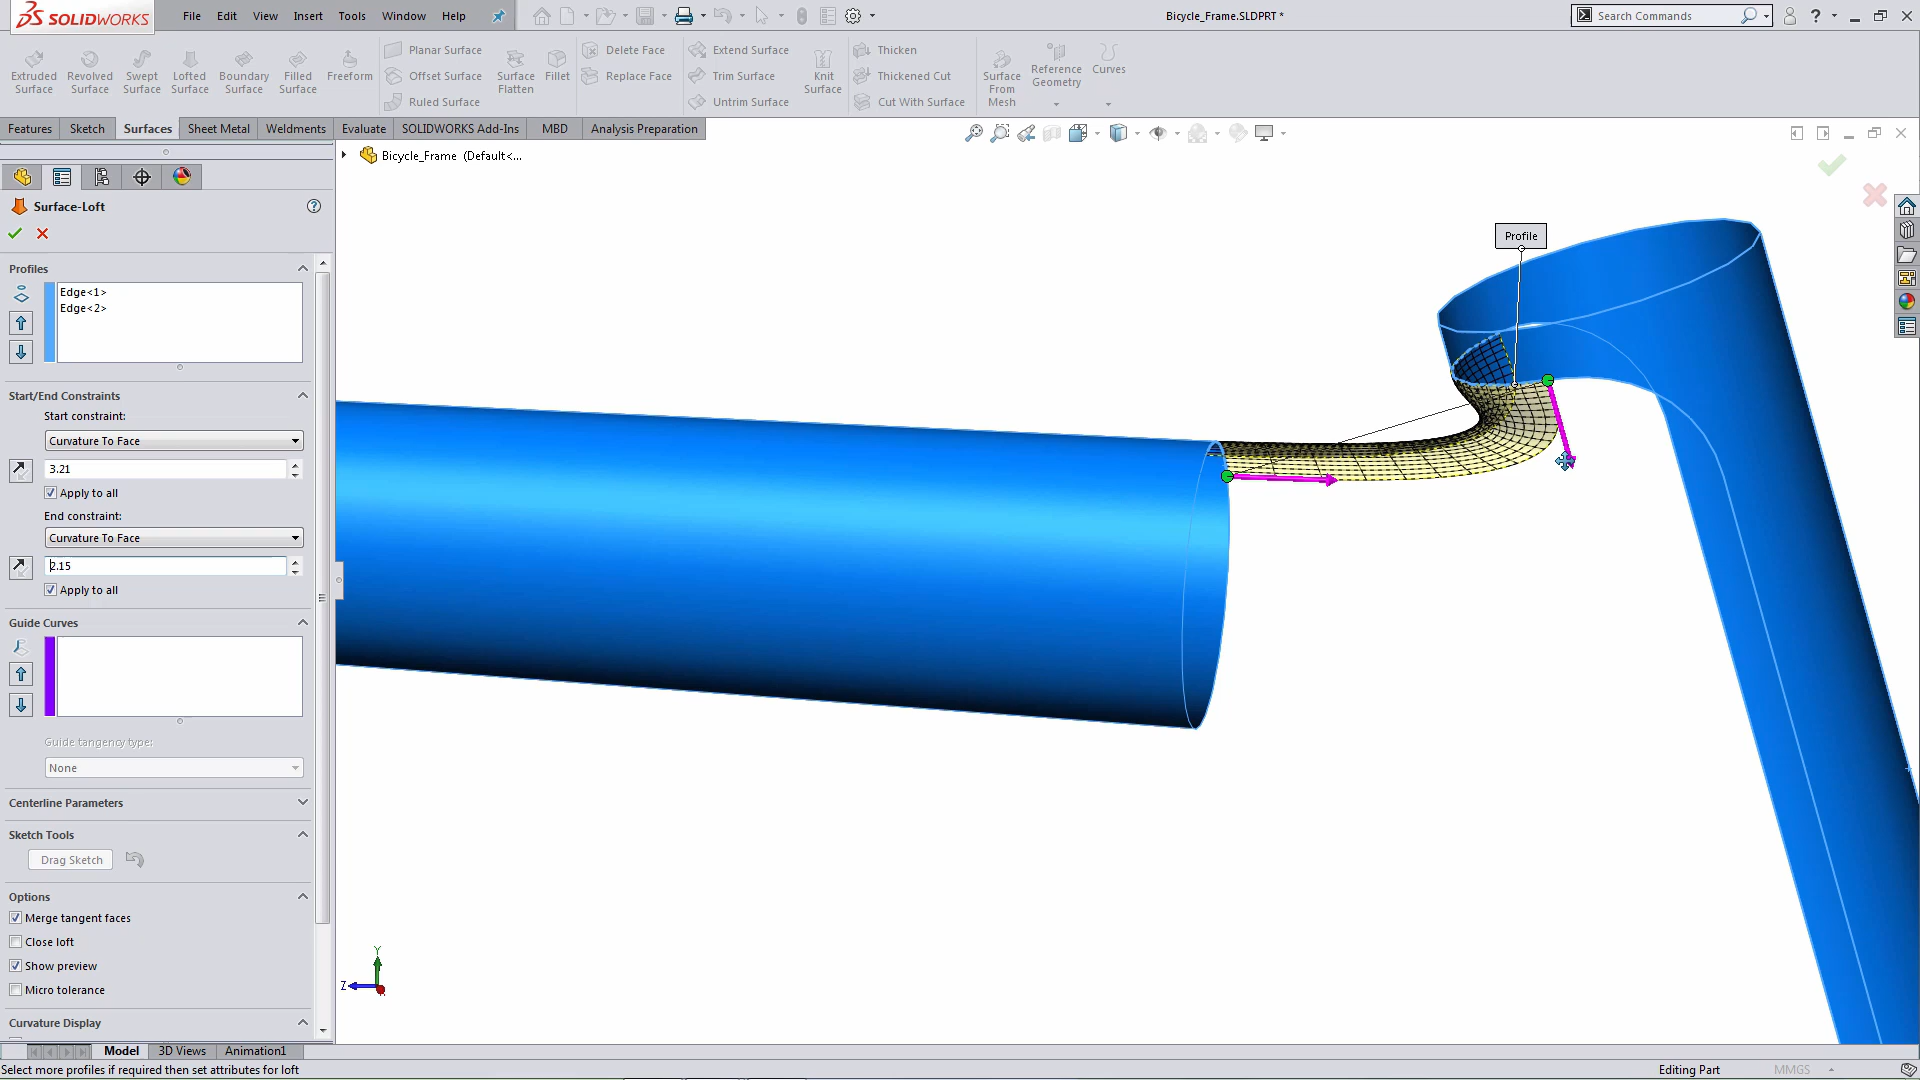 SOLIDWORKS File Edit View Insert Tools Window Help Bicycle_Frame.SLDPRT * Search Commands ?
Extruded Surface
Revolved Surface
Swept Surface
Lofted Surface
Boundary Surface
Filled Surface
Freeform
Planar Surface
Offset Surface
Ruled Surface
Surface Flatten
Fillet
Delete Face
Replace Face
Extend Surface
Trim Surface
Untrim Surface
Knit Surface
Thicken
Thickened Cut
Cut With Surface
Surface From Mesh
Reference Geometry
Curves
Features Sketch Surfaces Sheet Metal Weldments Evaluate SOLIDWORKS Add-Ins MBD Analysis Preparation
Bicycle_Frame (Default<...
Surface-Loft ?
Profiles
Edge<1>
Edge<2>
Start/End Constraints
Start constraint:
Curvature To Face
3.21
Apply to all
End constraint:
Curvature To Face
2.15
Apply to all
Guide Curves
Guide tangency type:
None
Centerline Parameters
Sketch Tools
Drag Sketch
Options
Merge tangent faces
Close loft
Show preview
Micro tolerance
Curvature Display
Profile
Y
Z
Model 3D Views Animation1
Select more profiles if required then set attributes for loft Editing Part MMGS